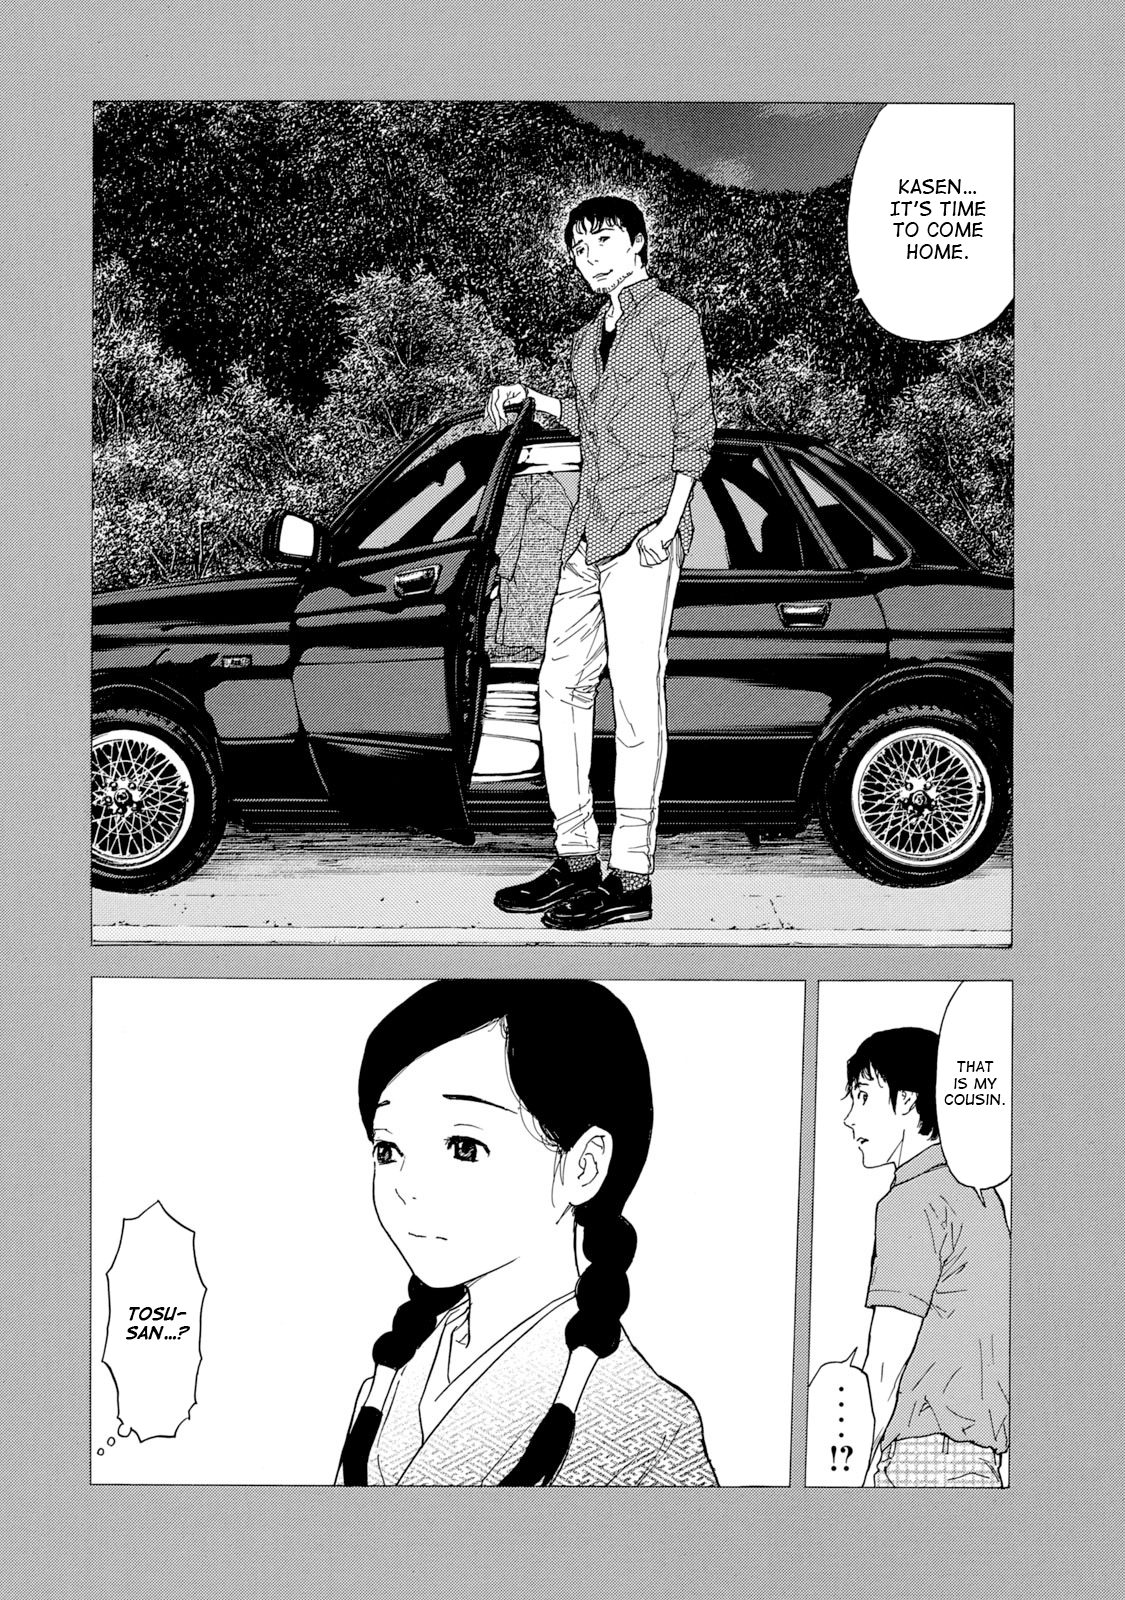 KASEN...
IT'S TIME
TO COME
HOME.
THAT
IS MY
COUSIN.
....!?
TOSU-
SAN...?